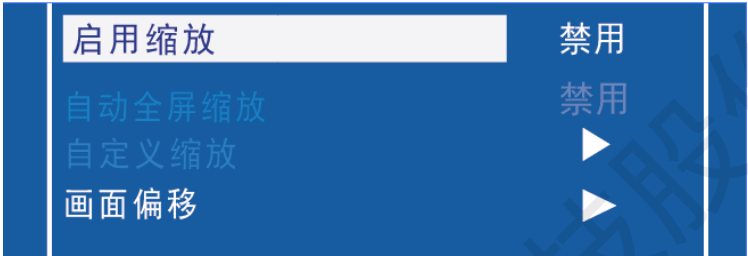 启用缩放 禁用
自动全屏缩放 禁用
自定义缩放 ▶
画面偏移 ▶